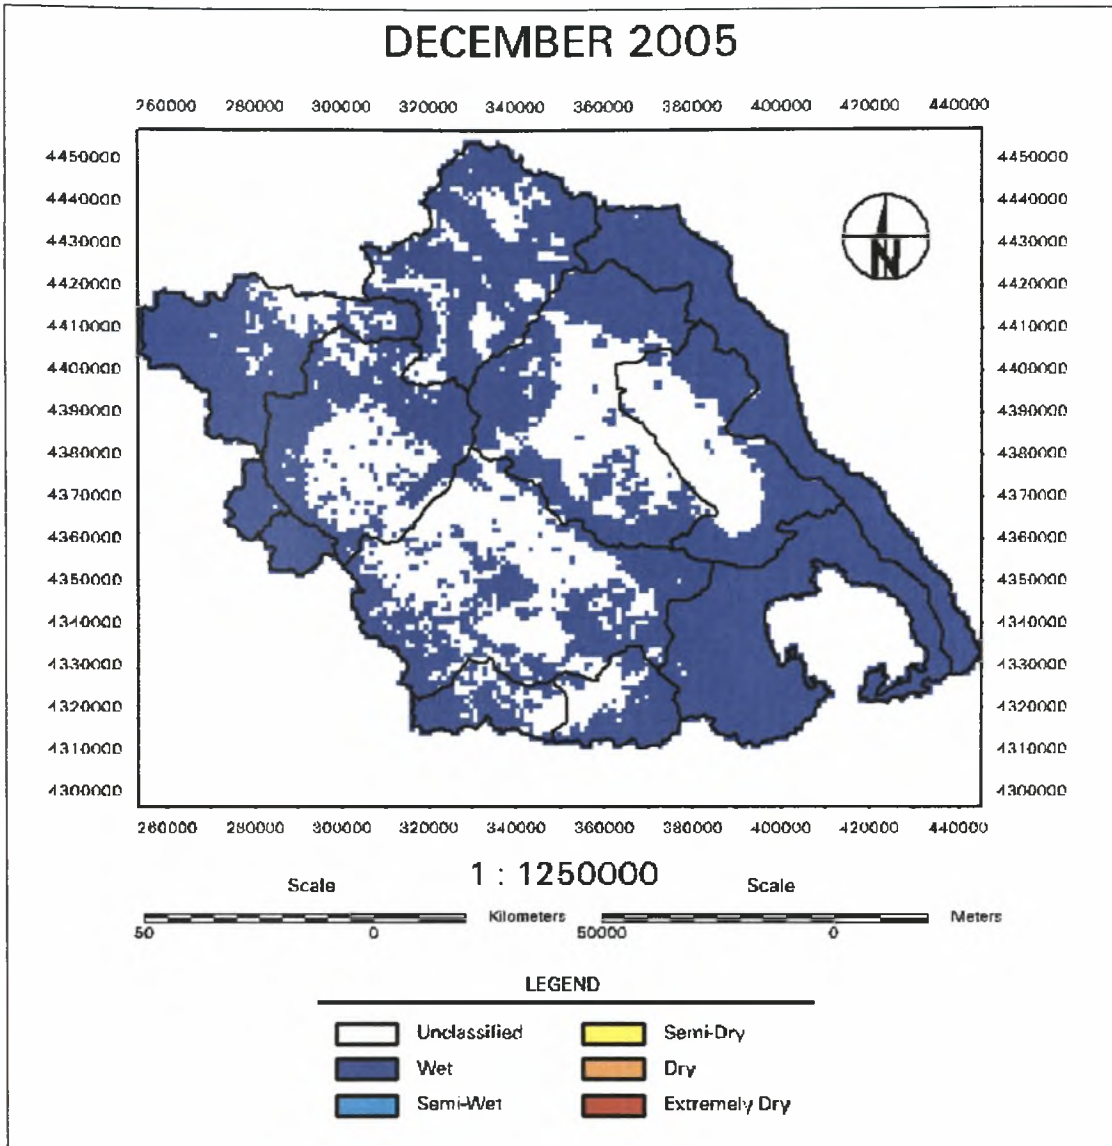 DECEMBER 2005
260000 280000 300000 320000 340000 360000 380000 400000 420000 440000
4450000 4450000
4440000 4440000
4430000 4430000
4420000 4420000
4410000 4410000
4400000 4400000
4390000 4390000
4380000 4380000
4370000 4370000
4360000 4360000
4350000 4350000
4340000 4340000
4330000 4330000
4320000 4320000
4310000 4310000
4300000 4300000
N
260000 280000 300000 320000 340000 360000 380000 400000 420000 440000
1 : 1250000
Scale Scale
Kilometers Meters
50 0 50000 0
LEGEND
Unclassified Semi-Dry
Wet Dry
Semi-Wet Extremely Dry